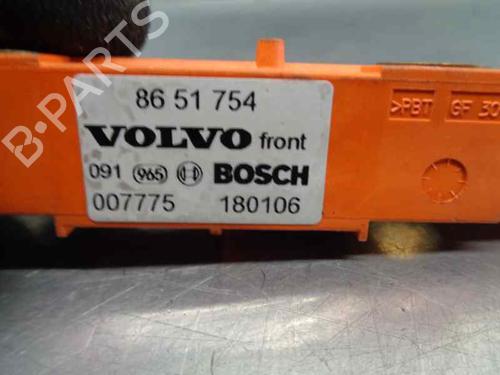 B-PARTS
86 51 754
VOLVO front
091 965 BOSCH
007775 180106
>PBT GF 30